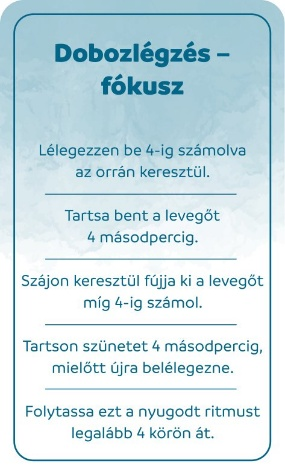 Dobozlégzés –
fókusz
Lélegezzen be 4-ig számolva
az orrán keresztül.
Tartsa bent a levegőt
4 másodpercig.
Szájon keresztül fújja ki a levegőt
míg 4-ig számol.
Tartson szünetet 4 másodpercig,
mielőtt újra belélegezne.
Folytassa ezt a nyugodt ritmust
legalább 4 körön át.